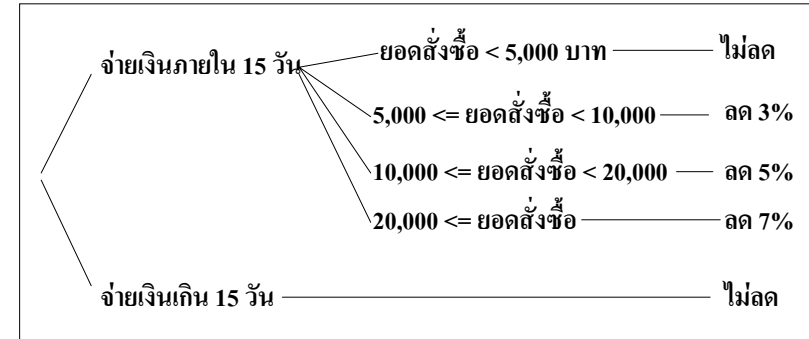 ยอดสั่งซื้อ < 5,000 บาท ไม่ลด
จ่ายเงินภายใน 15 วัน
5,000 <= ยอดสั่งซื้อ < 10,000 ลด 3%
10,000 <= ยอดสั่งซื้อ < 20,000 ลด 5%
20,000 <= ยอดสั่งซื้อ ลด 7%
จ่ายเงินเกิน 15 วัน ไม่ลด